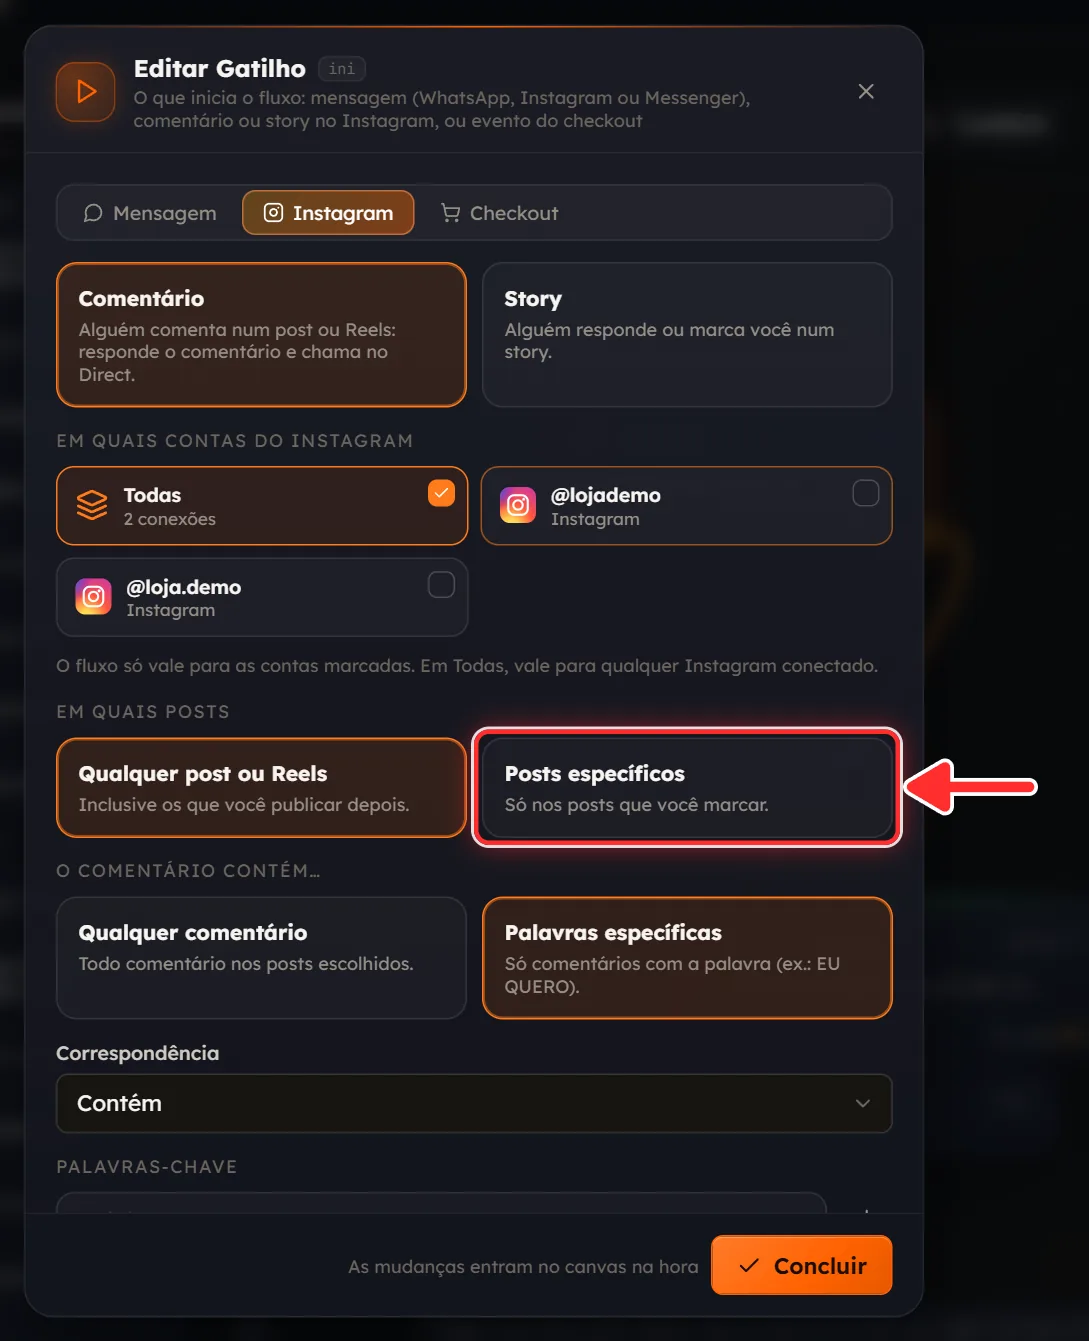 Editar Gatilho ini
O que inicia o fluxo: mensagem (WhatsApp, Instagram ou Messenger),
comentário ou story no Instagram, ou evento do checkout
Mensagem Instagram Checkout
Comentário
Alguém comenta num post ou Reels:
responde o comentário e chama no
Direct.
Story
Alguém responde ou marca você num
story.
EM QUAIS CONTAS DO INSTAGRAM
Todas
2 conexões
@lojademo
Instagram
@loja.demo
Instagram
O fluxo só vale para as contas marcadas. Em Todas, vale para qualquer Instagram conectado.
EM QUAIS POSTS
Qualquer post ou Reels
Inclusive os que você publicar depois.
Posts específicos
Só nos posts que você marcar.
O COMENTÁRIO CONTÉM…
Qualquer comentário
Todo comentário nos posts escolhidos.
Palavras específicas
Só comentários com a palavra (ex.: EU
QUERO).
Correspondência
Contém
PALAVRAS-CHAVE
As mudanças entram no canvas na hora
Concluir